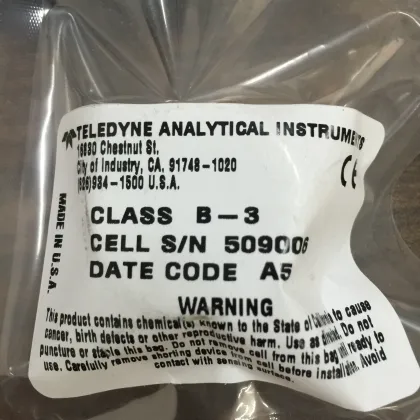 TELEDYNE ANALYTICAL INSTRUMENTS
16830 Chestnut St.
City of Industry, CA. 91748-1020
(626)934-1500 U.S.A.
CE
MADE IN U.S.A.
CLASS B-3
CELL S/N 509006
DATE CODE A5
WARNING
This product contains chemical(s) known to the State of to cause
cancer, birth defects or other reproductive harm. Use as Do not
puncture or staple this bag. Do not remove cell from this bag ready to
use. Carefully remove shorting device from cell before Avoid
contact with sensing surface.